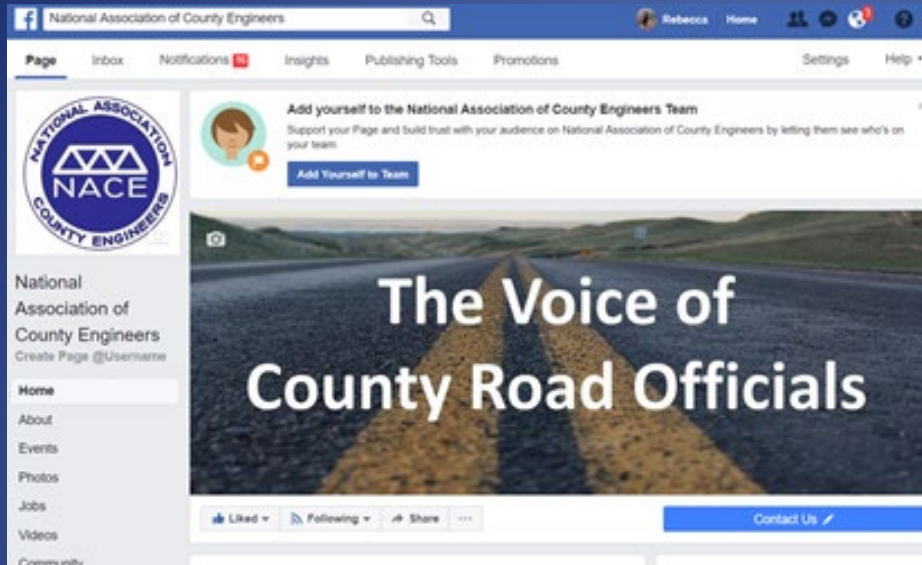 National Association of County Engineers
Rebecca Home
Page Inbox Notifications Insights Publishing Tools Promotions Settings Help
NATIONAL ASSOCIATION
NACE
COUNTY ENGINEERS
Add yourself to the National Association of County Engineers Team
Support your Page and build trust with your audience on National Association of County Engineers by letting them see who's on
your team.
Add Yourself to Team
The Voice of
County Road Officials
National
Association of
County Engineers
Create Page @Username
Home
About
Events
Photos
Jobs
Videos
Community
Liked Following Share ...
Contact Us